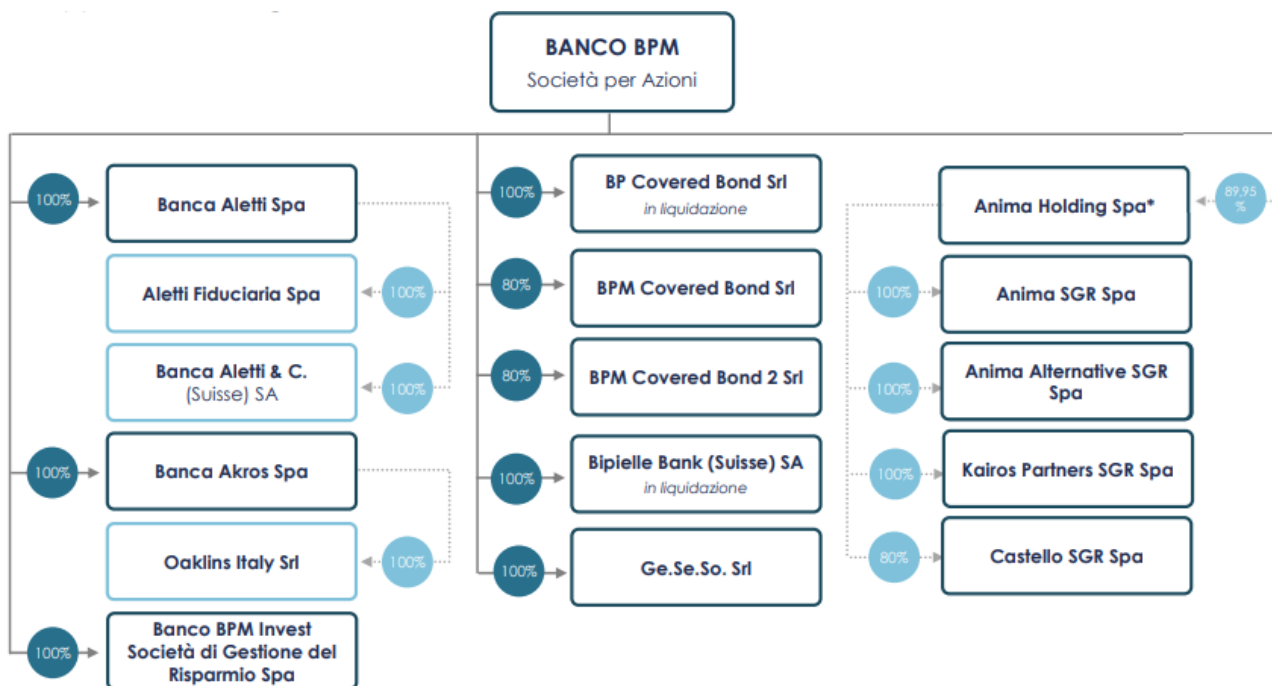 BANCO BPM
Società per Azioni
100%
Banca Aletti Spa
Aletti Fiduciaria Spa
100%
Banca Aletti & C.
(Suisse) SA
100%
100%
Banca Akros Spa
Oaklins Italy Srl
100%
100%
Banco BPM Invest
Società di Gestione del
Risparmio Spa
100%
BP Covered Bond Srl
in liquidazione
80%
BPM Covered Bond Srl
80%
BPM Covered Bond 2 Srl
100%
Bipielle Bank (Suisse) SA
in liquidazione
100%
Ge.Se.So. Srl
Anima Holding Spa*
89,95
%
100%
Anima SGR Spa
100%
Anima Alternative SGR
Spa
100%
Kairos Partners SGR Spa
80%
Castello SGR Spa